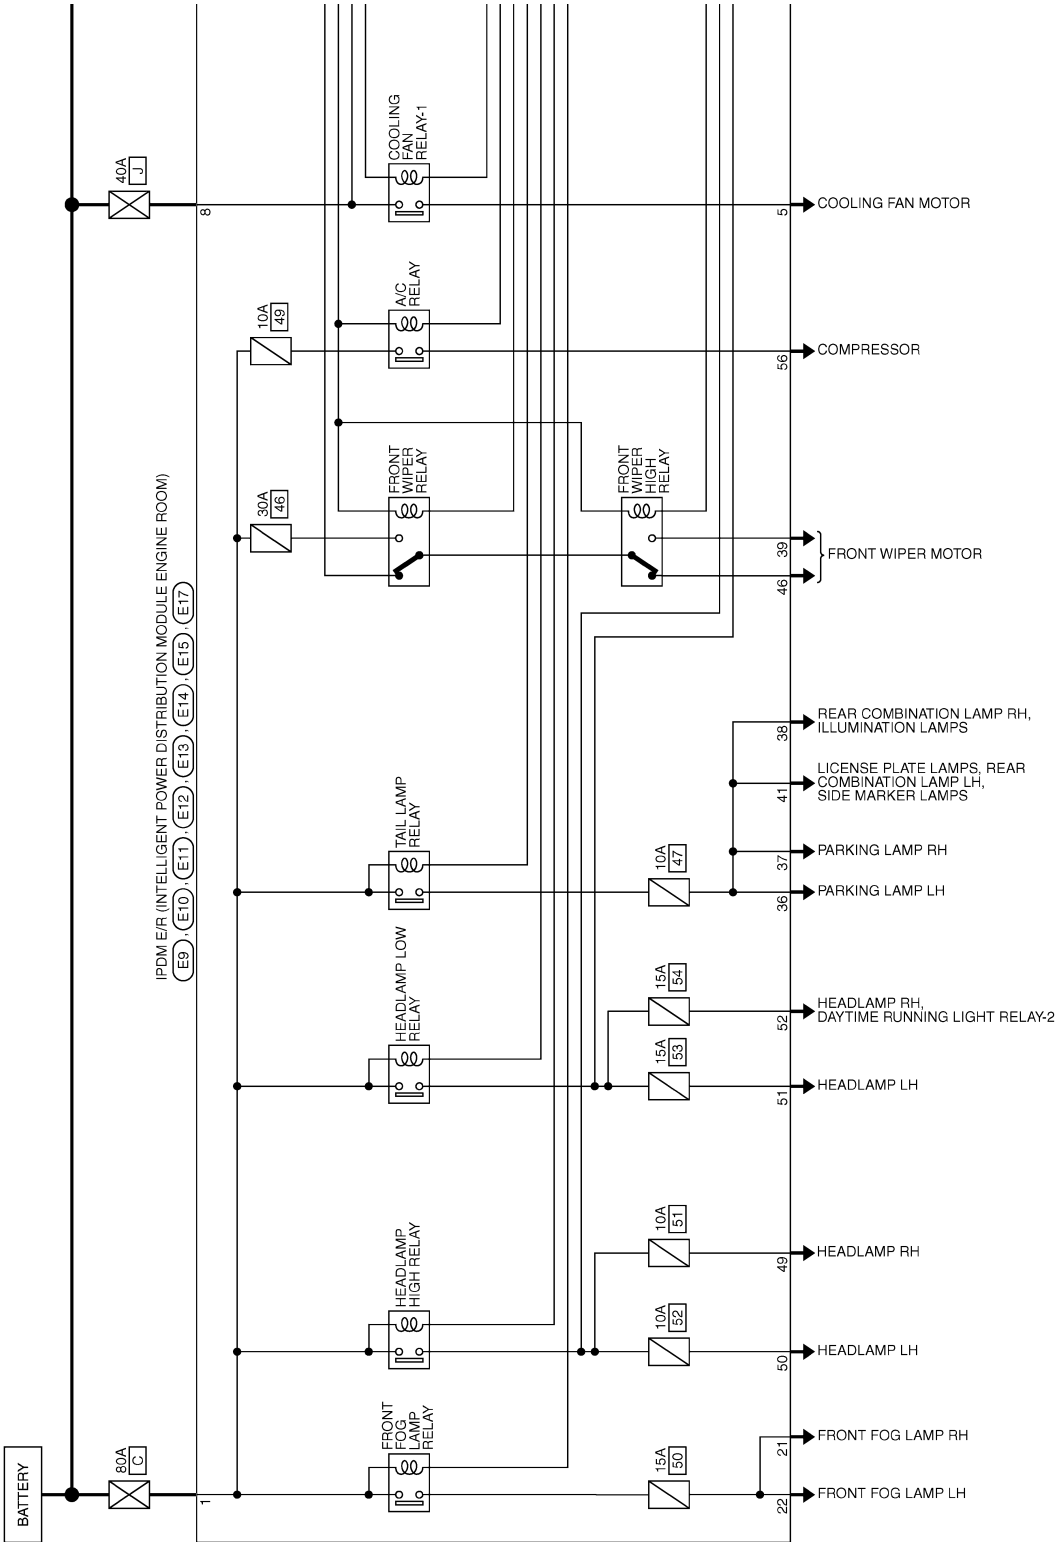 40A
J
8
COOLING
FAN
RELAY-1
5
COOLING FAN MOTOR
10A
49
A/C
RELAY
56
COMPRESSOR
30A
46
FRONT
WIPER
RELAY
FRONT
WIPER
HIGH
RELAY
39
46
FRONT WIPER MOTOR
IPDM E/R (INTELLIGENT POWER DISTRIBUTION MODULE ENGINE ROOM)
E9 , E10 , E11 , E12 , E13 , E14 , E15 , E17
38
REAR COMBINATION LAMP RH,
ILLUMINATION LAMPS
41
LICENSE PLATE LAMPS, REAR
COMBINATION LAMP LH,
SIDE MARKER LAMPS
TAIL LAMP
RELAY
10A
47
37
PARKING LAMP RH
36
PARKING LAMP LH
HEADLAMP LOW
RELAY
15A
54
52
HEADLAMP RH,
DAYTIME RUNNING LIGHT RELAY-2
15A
53
51
HEADLAMP LH
HEADLAMP
HIGH RELAY
10A
51
49
HEADLAMP RH
10A
52
50
HEADLAMP LH
BATTERY
80A
C
1
FRONT
FOG
LAMP
RELAY
15A
50
21
FRONT FOG LAMP RH
22
FRONT FOG LAMP LH